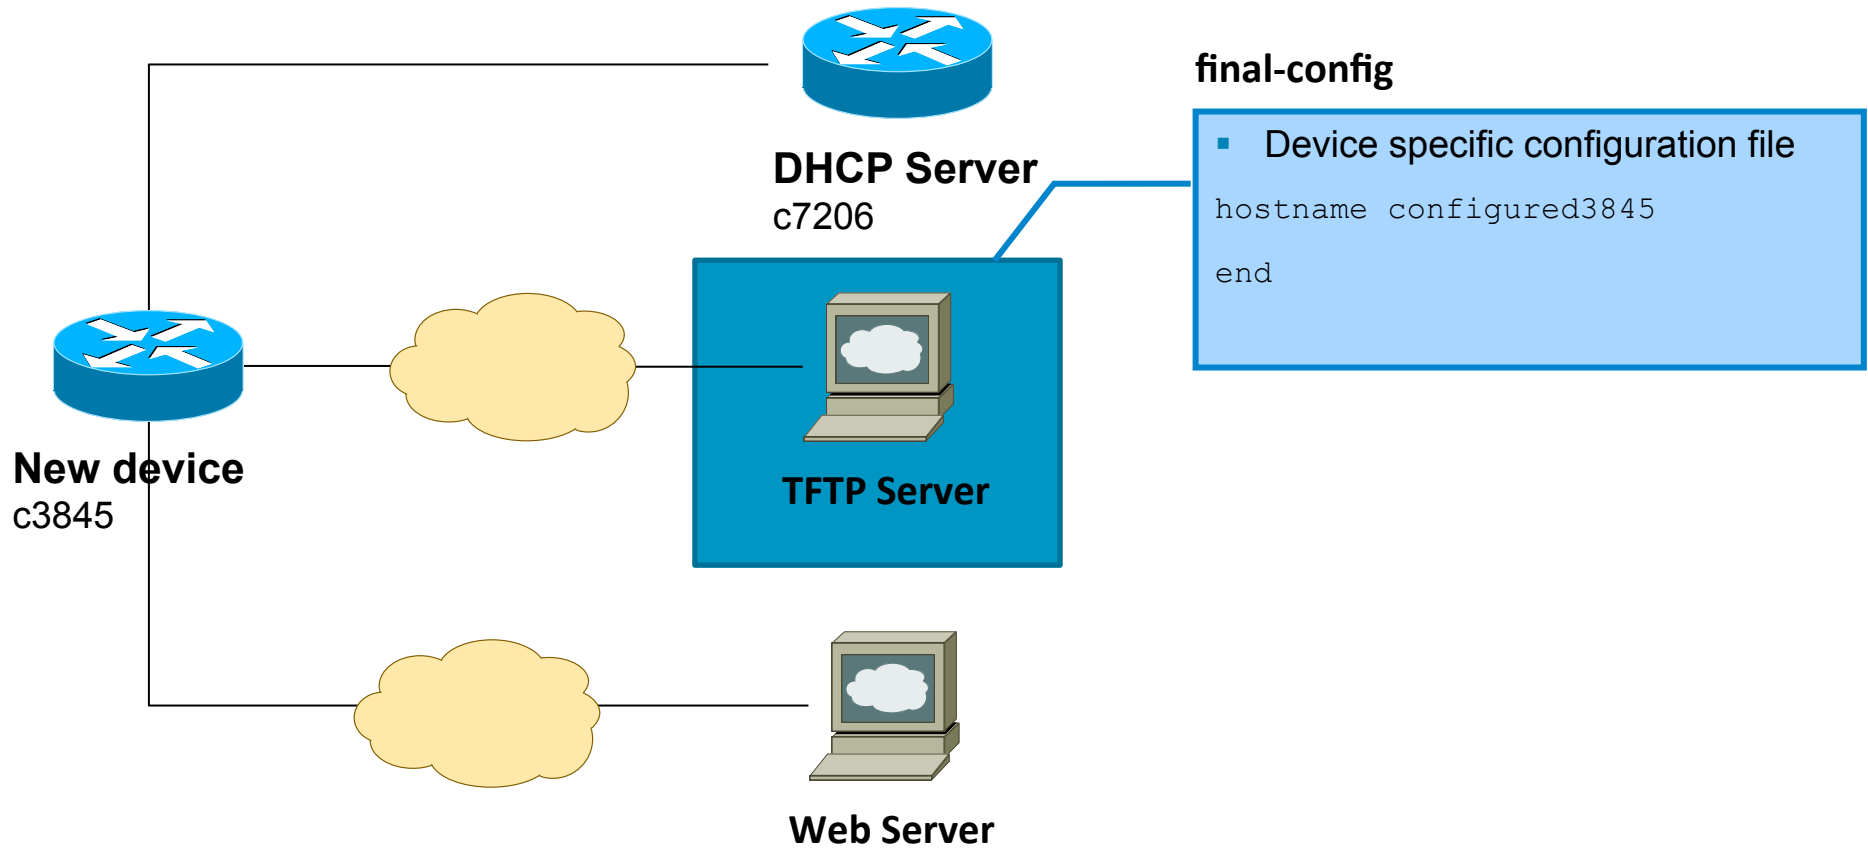 final-config
▪ Device specific configuration file
hostname configured3845
end
DHCP Server
c7206
TFTP Server
New device
c3845
Web Server